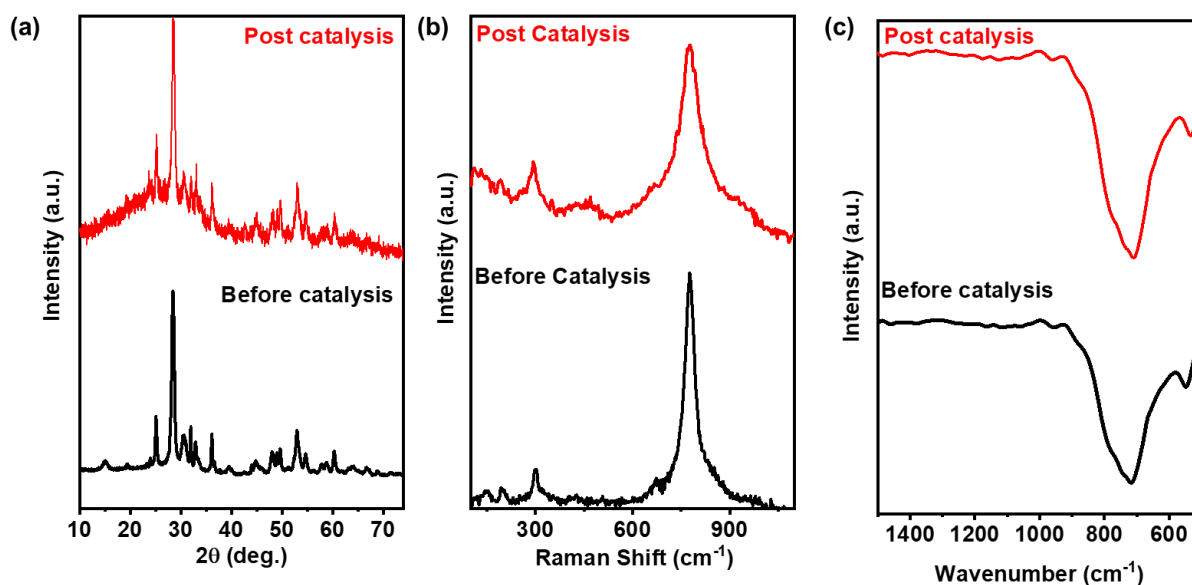 (a)
Post catalysis
Before catalysis
Intensity (a.u.)
10 20 30 40 50 60 70
2θ (deg.)
(b)
Post Catalysis
Before Catalysis
Intensity (a.u.)
300 600 900
Raman Shift (cm-1)
(c)
Post catalysis
Before catalysis
Intensity (a.u.)
1400 1200 1000 800 600
Wavenumber (cm-1)